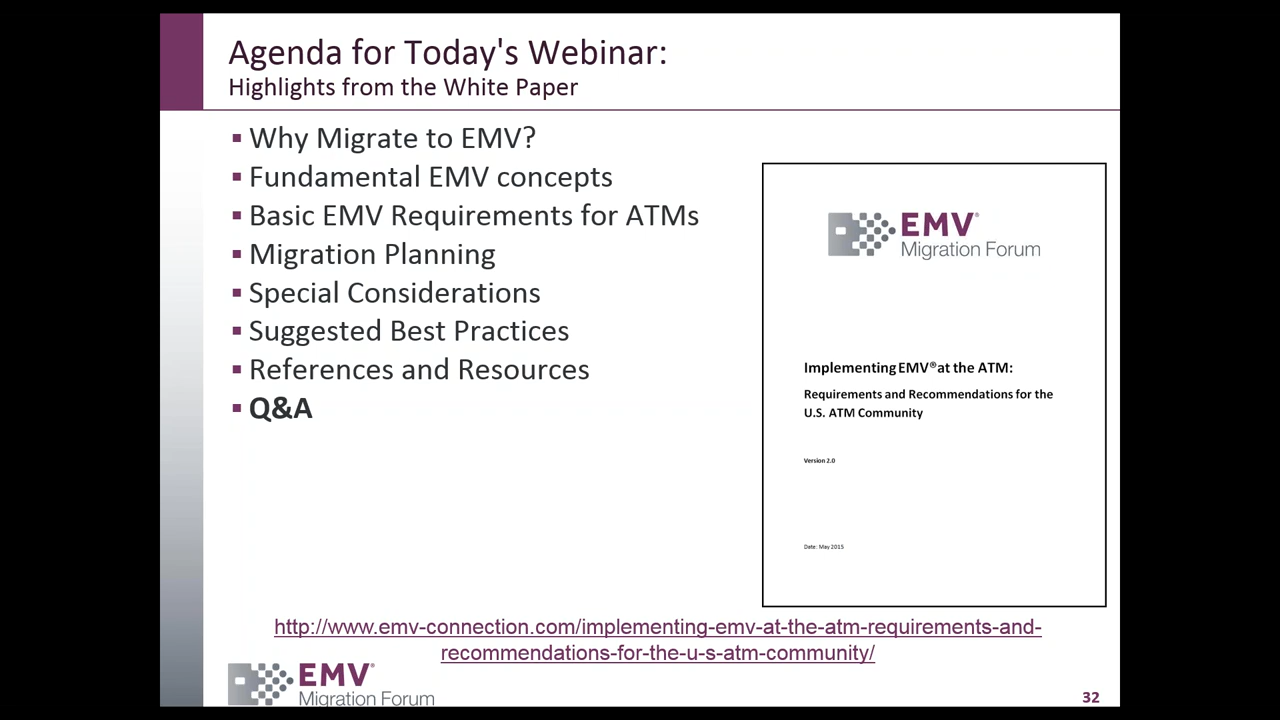 Agenda for Today's Webinar:
Highlights from the White Paper
▪ Why Migrate to EMV?
▪ Fundamental EMV concepts
▪ Basic EMV Requirements for ATMs
▪ Migration Planning
▪ Special Considerations
▪ Suggested Best Practices
▪ References and Resources
▪ Q&A
EMV®
Migration Forum
Implementing EMV® at the ATM:
Requirements and Recommendations for the
U.S. ATM Community
Version 2.0
Date: May 2015
http://www.emv-connection.com/implementing-emv-at-the-atm-requirements-and-
recommendations-for-the-u-s-atm-community/
EMV®
Migration Forum
32